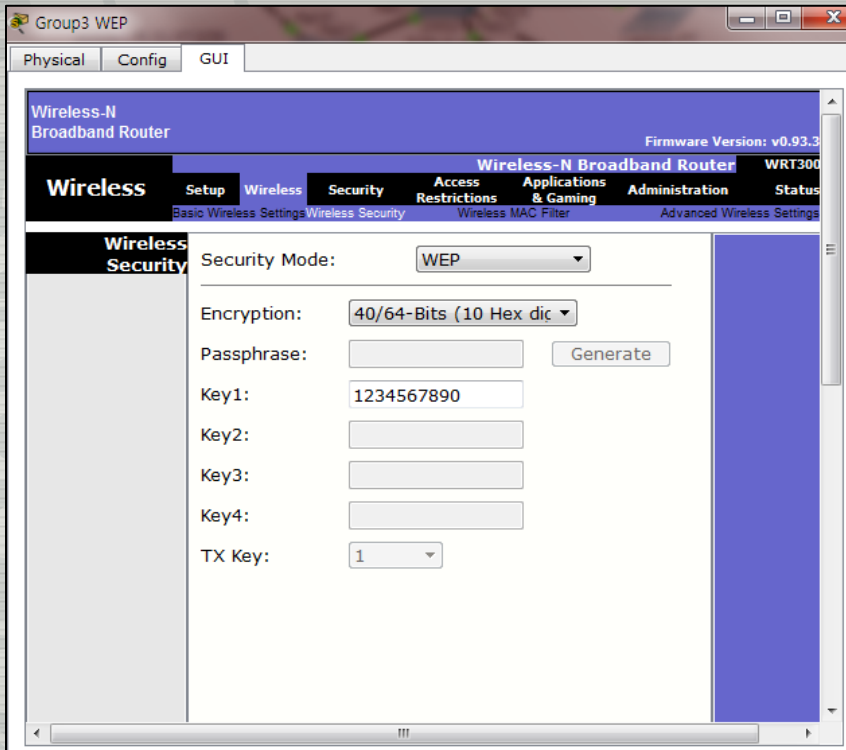 Group3 WEP
Physical Config GUI
Wireless-N
Broadband Router
Firmware Version: v0.93.3
Wireless-N Broadband Router WRT300
Wireless
Setup Wireless Security Access Restrictions Applications & Gaming Administration Status
Basic Wireless Settings Wireless Security Wireless MAC Filter Advanced Wireless Settings
Wireless
Security
Security Mode: WEP
Encryption: 40/64-Bits (10 Hex dig
Passphrase: Generate
Key1: 1234567890
Key2:
Key3:
Key4:
TX Key: 1